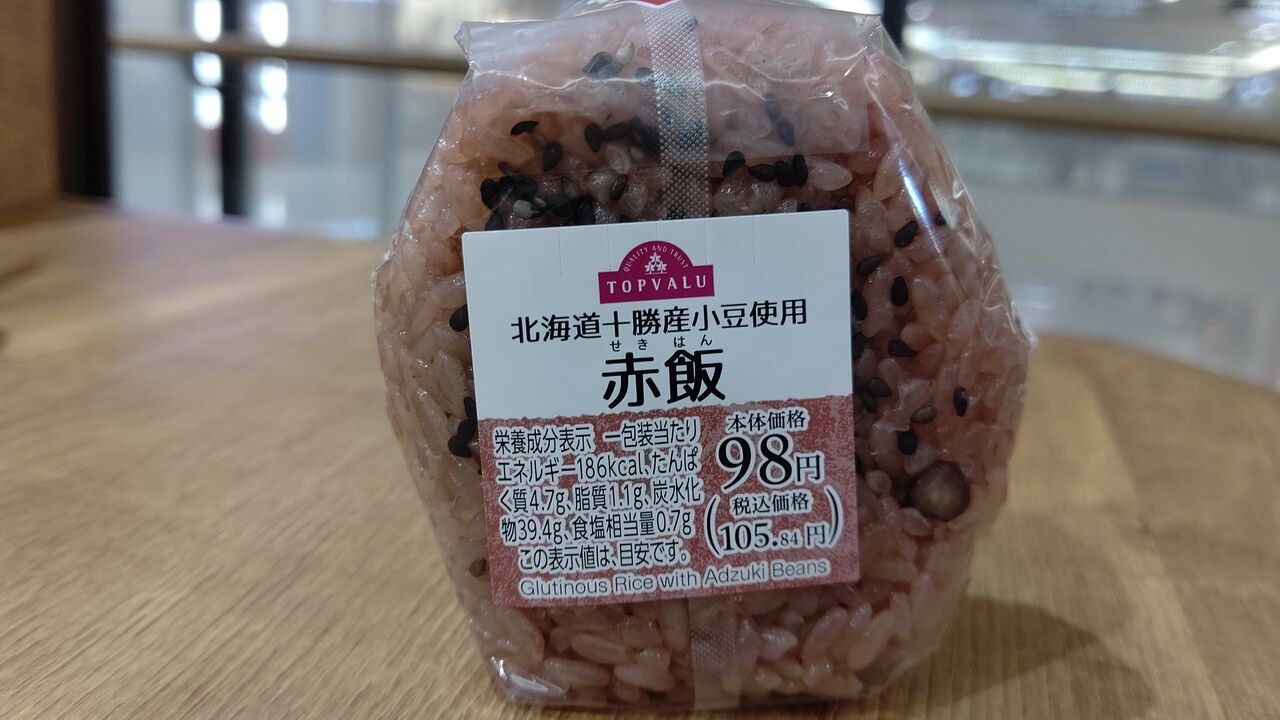 QUALITY AND TRUST
TOPVALU
北海道十勝産小豆使用
せきはん
赤飯
栄養成分表示 一包装当たり
エネルギー186kcal、たんぱ
く質4.7g、脂質1.1g、炭水化
物39.4g、食塩相当量0.7g
この表示値は、目安です。
本体価格
98円
税込価格
(105.84円)
Glutinous Rice with Adzuki Beans